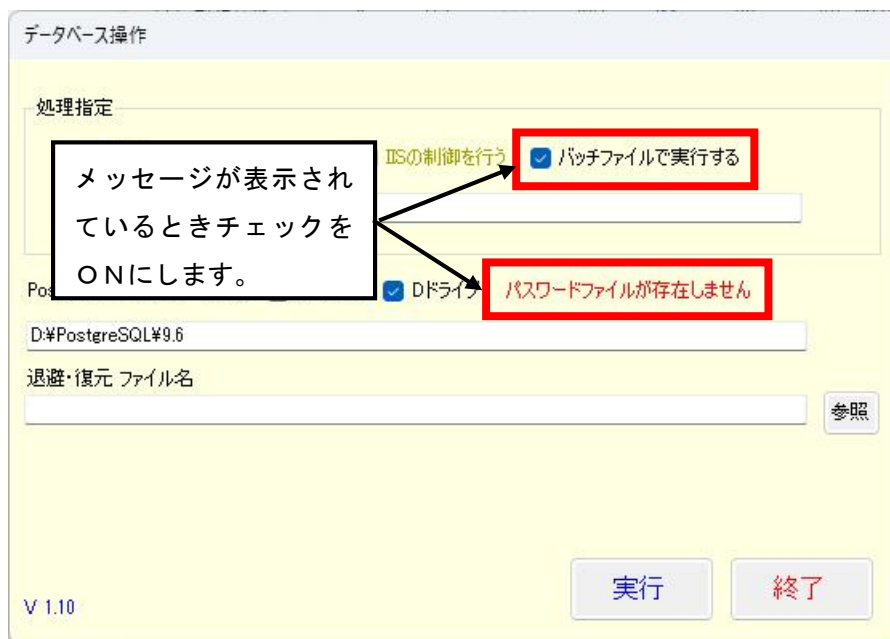 データベース操作
処理指定
IISの制御を行う
バッチファイルで実行する
メッセージが表示され
ているときチェックを
ONにします。
Pos
Dドライブ
パスワードファイルが存在しません
D:¥PostgreSQL¥9.6
退避・復元 ファイル名
参照
実行
終了
V 1.10